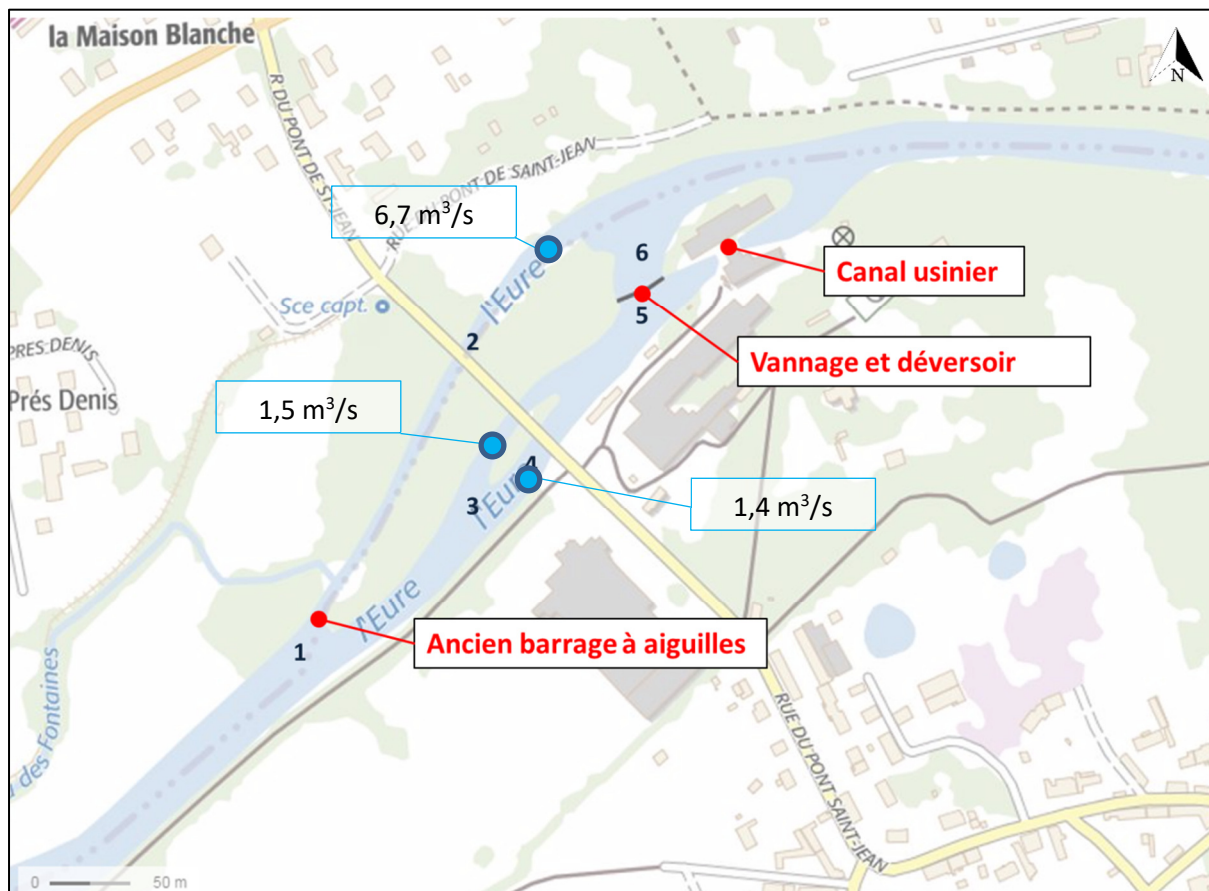 la Maison Blanche
N
R DU PONT DE ST-JEAN
RUE DU PONT DE SAINT-JEAN
6,7 m³/s
6
Canal usinier
l'Eure
Sce capt.
5
2
Vannage et déversoir
PRES DENIS
Prés Denis
1,5 m³/s
4
3
l'Eure
1,4 m³/s
l'Eure
Ancien barrage à aiguilles
1
des Fontaines
RUE DU PONT SAINT-JEAN
0
50 m